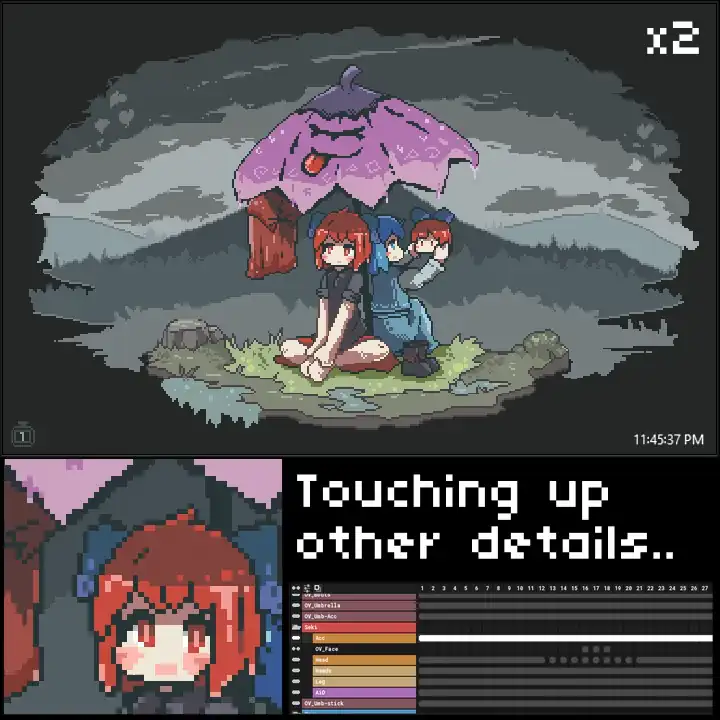 x2
1
11:45:37 PM
Touching up
other details..
1 2 3 4 5 6 7 8 9 10 11 12 13 14 15 16 17 18 19 20 21 22 23 24 25 26 27
OV_Umbrella
OV_Umb-Acc
Seki
Acc
OV_Face
Head
Hands
Leg
AIO
OV_Umb-stick